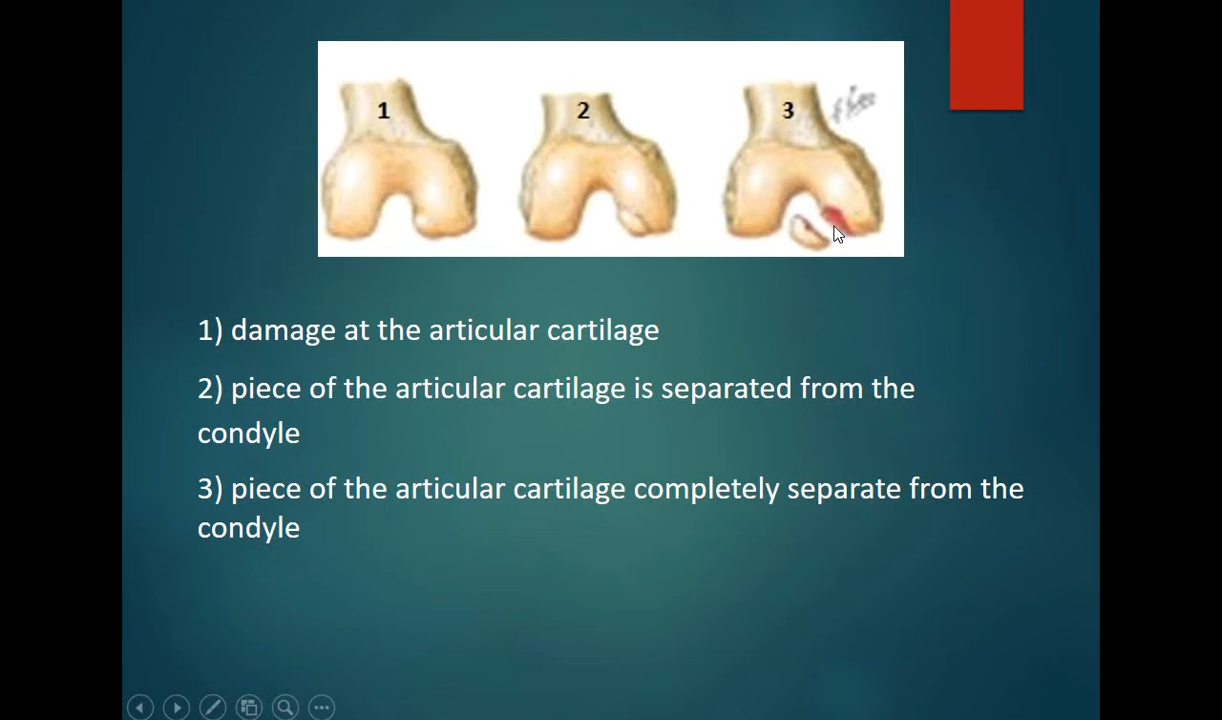 1
2
3
1) damage at the articular cartilage
2) piece of the articular cartilage is separated from the
condyle
3) piece of the articular cartilage completely separate from the
condyle